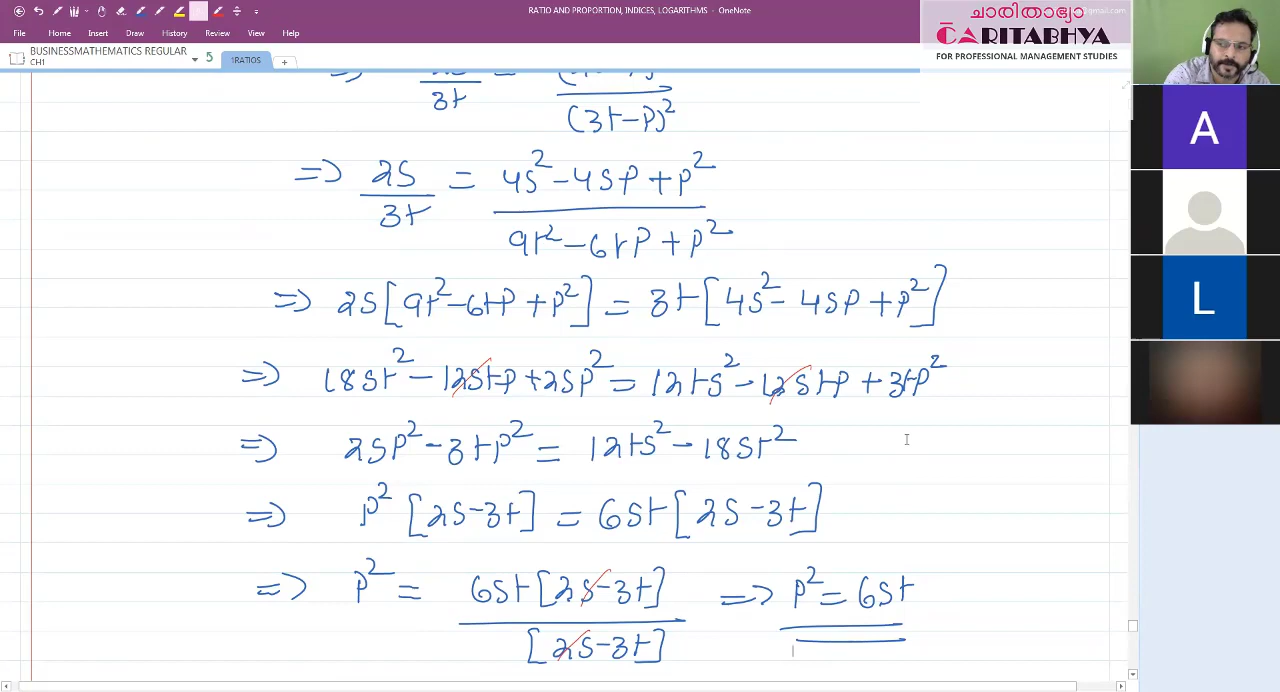 RATIO AND PROPORTION, INDICES, LOGARITHMS - OneNote
File Home Insert Draw History Review View Help
BUSINESSMATHEMATICS REGULAR
CH1
1RATIOS
ചാരിതാഭ്യാ
CARITABHYA
FOR PROFESSIONAL MANAGEMENT STUDIES
A
L
3t (3t-p)²
=> 2s/3t = (4s²-4sp+p²)/(9t²-6tp+p²)
=> 2s[9t²-6tp+p²] = 3t[4s²-4sp+p²]
=> 18st²-12stp+2sp² = 12ts²-12stp+3tp²
=> 2sp²-3tp² = 12ts²-18st²
=> p²[2s-3t] = 6st[2s-3t]
=> p² = 6st[2s-3t]/[2s-3t] => p²=6st